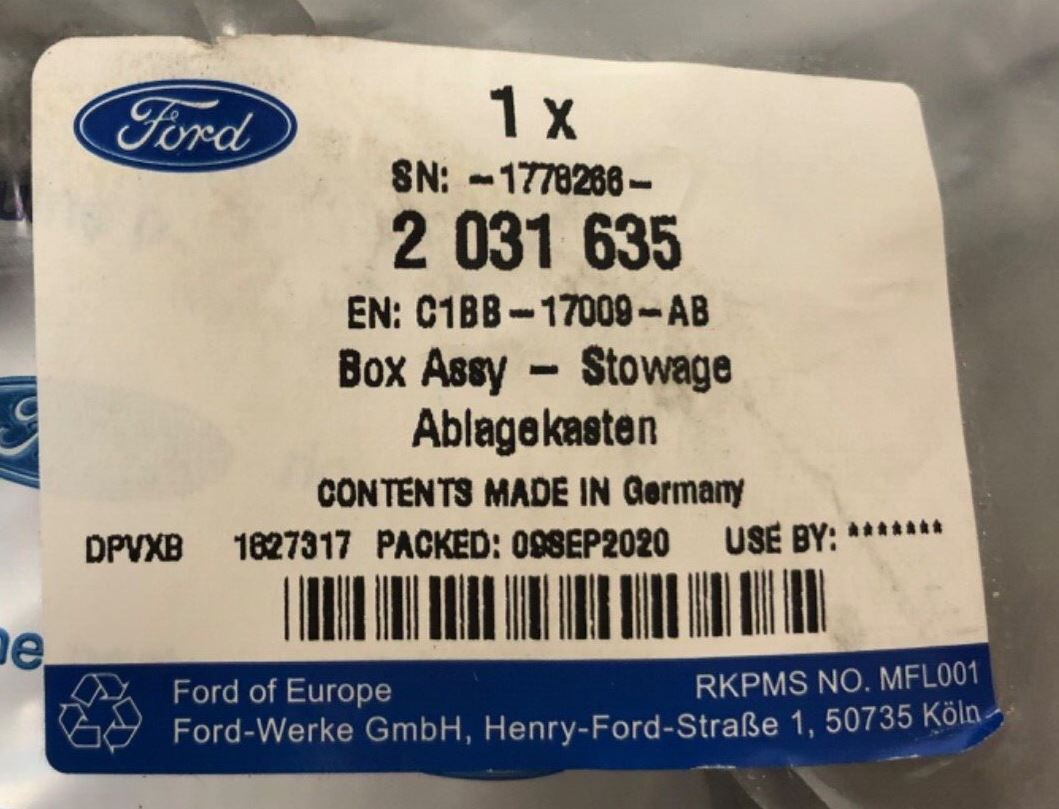 Ford
1 x
SN: -1778266-
2 031 635
EN: C1BB-17009-AB
Box Assy - Stowage
Ablagekasten
CONTENTS MADE IN Germany
DPVXB 1627317 PACKED: 09SEP2020 USE BY: *******
Ford of Europe RKPMS NO. MFL001
Ford-Werke GmbH, Henry-Ford-Straße 1, 50735 Köln